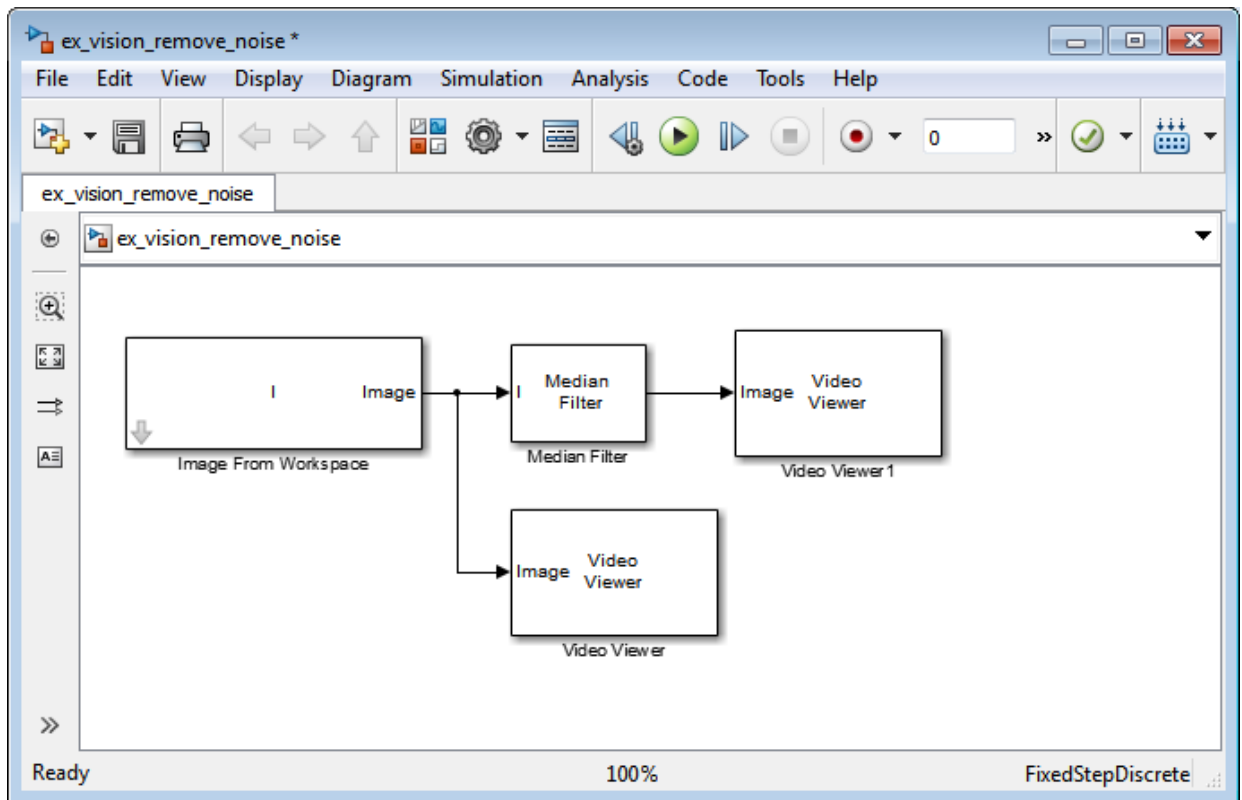 ex_vision_remove_noise *
File Edit View Display Diagram Simulation Analysis Code Tools Help
0 »
ex_vision_remove_noise
ex_vision_remove_noise
I Image
Image From Workspace
I Median
Filter
Median Filter
Image Video
Viewer
Video Viewer1
Image Video
Viewer
Video Viewer
A
»
Ready 100% FixedStepDiscrete